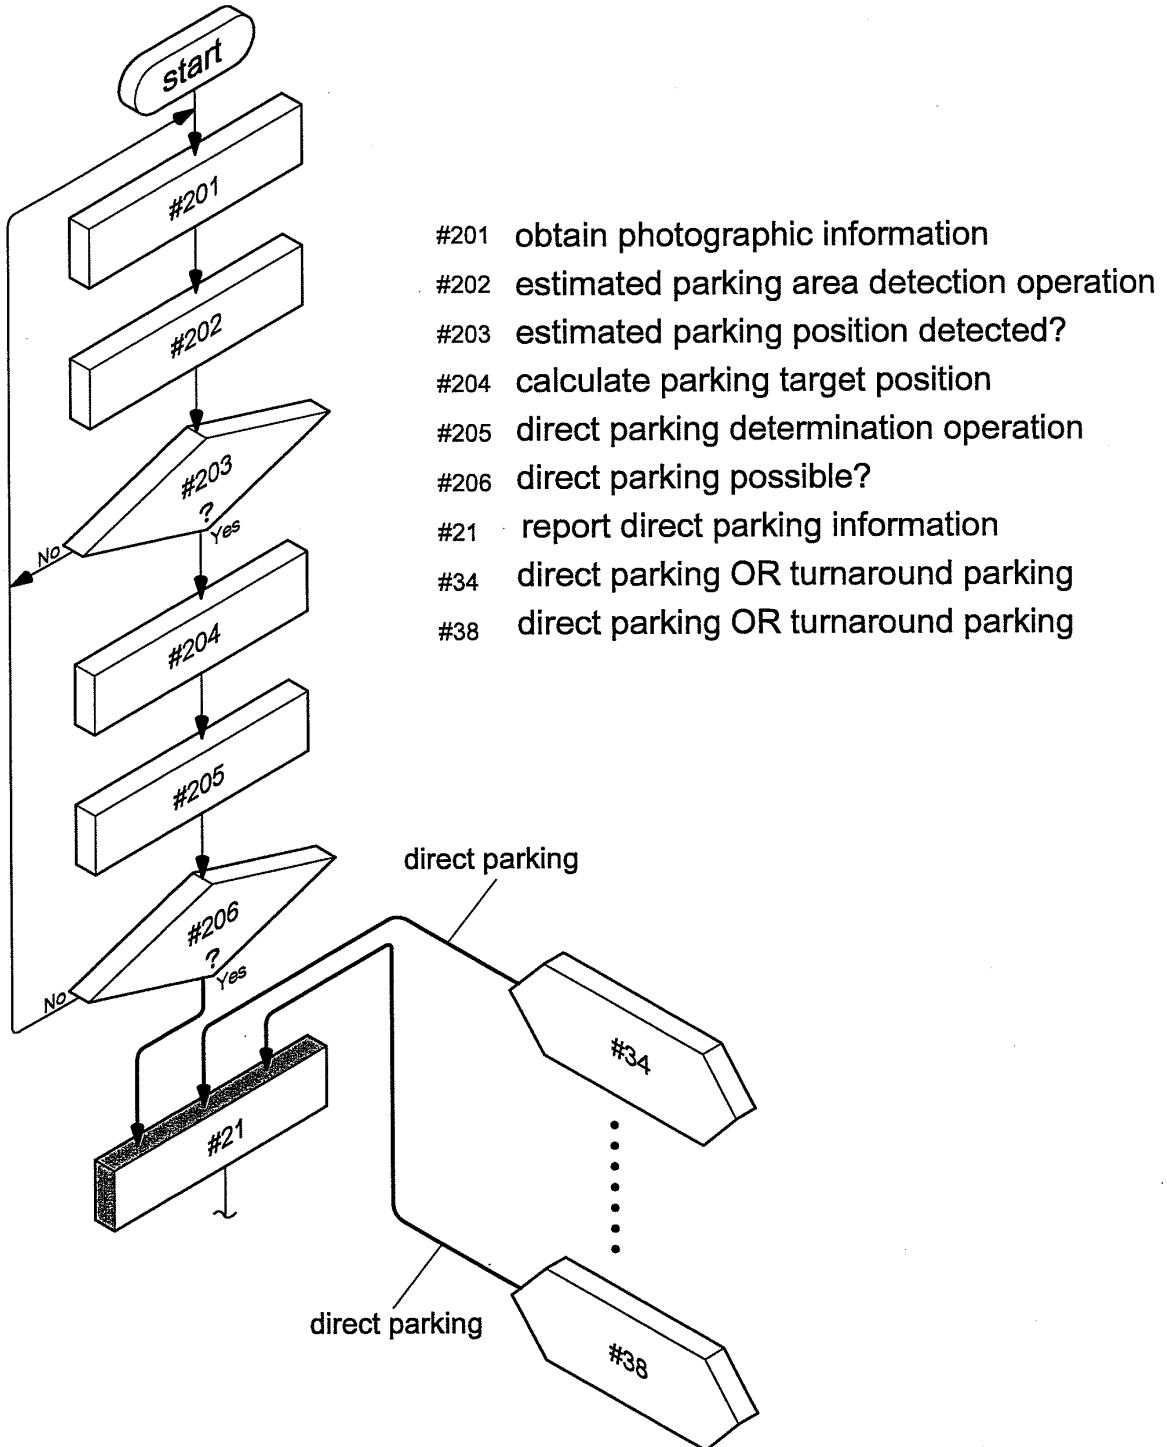 start
#201
#202
#203
?
No
Yes
#204
#205
#206
?
No
Yes
#21
#201 obtain photographic information
#202 estimated parking area detection operation
#203 estimated parking position detected?
#204 calculate parking target position
#205 direct parking determination operation
#206 direct parking possible?
#21 report direct parking information
#34 direct parking OR turnaround parking
#38 direct parking OR turnaround parking
direct parking
#34
direct parking
#38